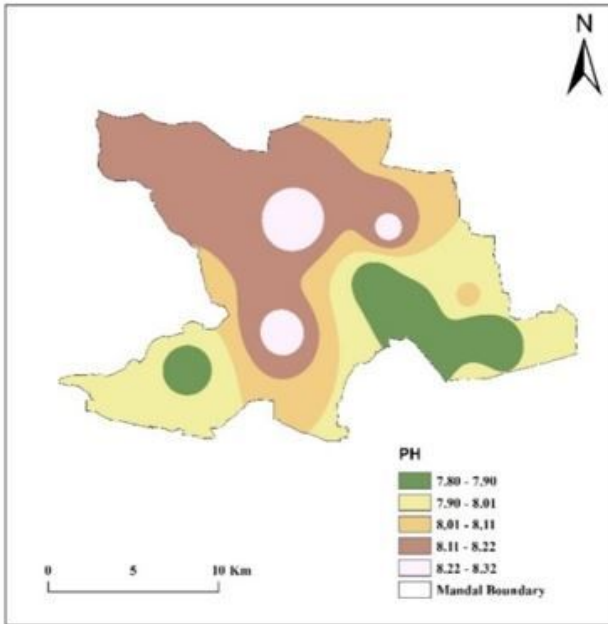 N
PH
7.80 - 7.90
7.90 - 8.01
8.01 - 8.11
8.11 - 8.22
8.22 - 8.32
Mandal Boundary
0 5 10 Km